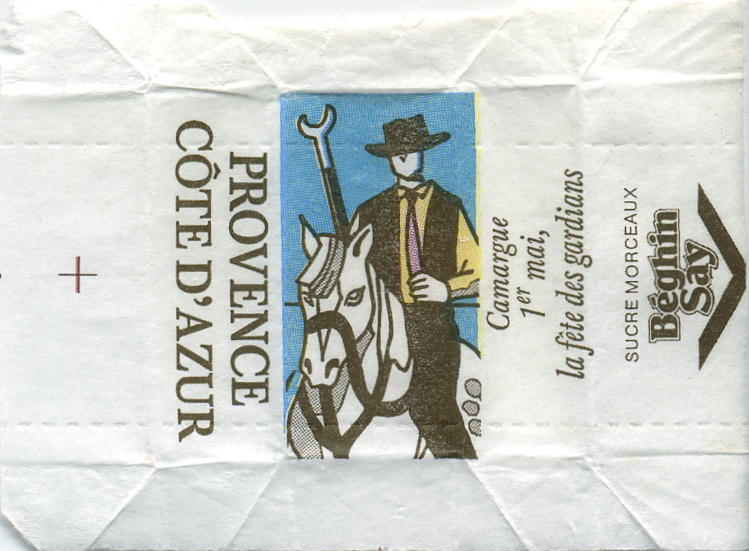 PROVENCE
CÔTE D'AZUR
Camargue
1er mai,
la fête des gardians
SUCRE MORCEAUX
Béghin
Say